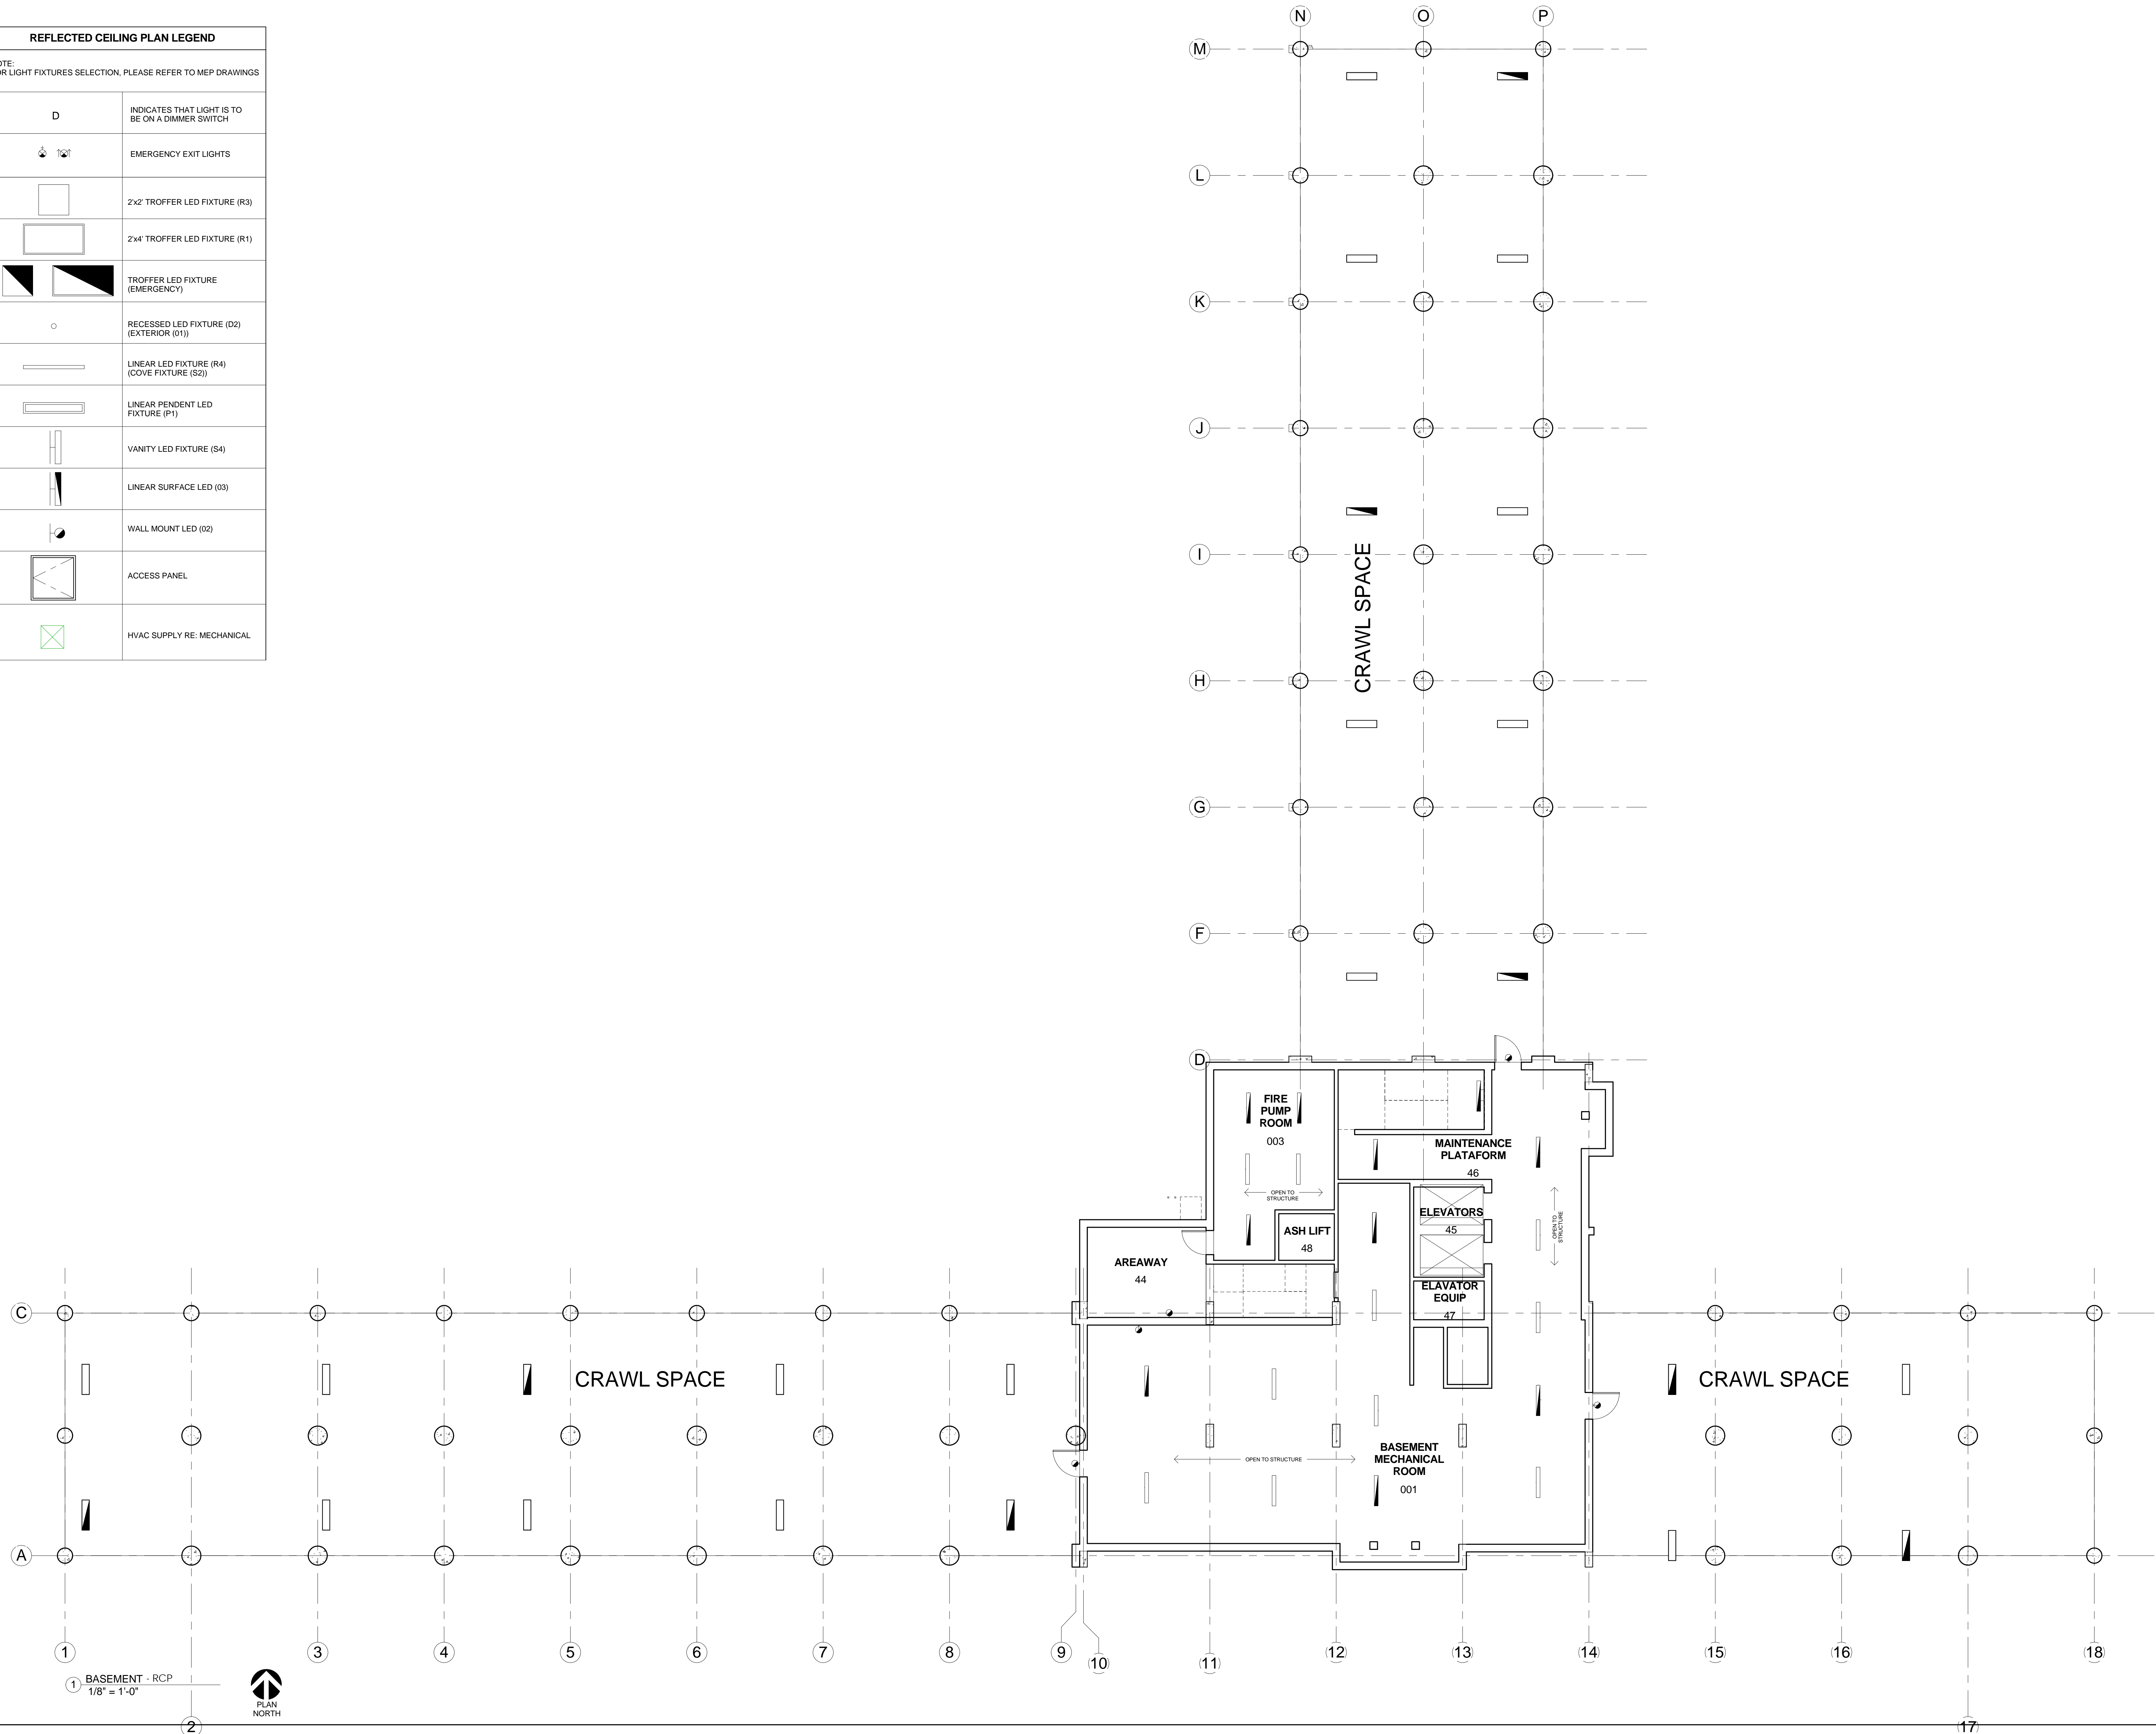 REFLECTED CEILING PLAN LEGEND
OTE:
OR LIGHT FIXTURES SELECTION, PLEASE REFER TO MEP DRAWINGS
D
INDICATES THAT LIGHT IS TO
BE ON A DIMMER SWITCH
EMERGENCY EXIT LIGHTS
2'x2' TROFFER LED FIXTURE (R3)
2'x4' TROFFER LED FIXTURE (R1)
TROFFER LED FIXTURE
(EMERGENCY)
RECESSED LED FIXTURE (D2)
(EXTERIOR (01))
LINEAR LED FIXTURE (R4)
(COVE FIXTURE (S2))
LINEAR PENDENT LED
FIXTURE (P1)
VANITY LED FIXTURE (S4)
LINEAR SURFACE LED (03)
WALL MOUNT LED (02)
ACCESS PANEL
HVAC SUPPLY RE: MECHANICAL
N
O
P
M
L
K
J
I
CRAWL SPACE
H
G
F
D
FIRE
PUMP
ROOM
003
OPEN TO
STRUCTURE
MAINTENANCE
PLATAFORM
46
ELEVATORS
45
OPEN TO
STRUCTURE
ASH LIFT
48
AREAWAY
44
ELAVATOR
EQUIP
47
C
CRAWL SPACE
CRAWL SPACE
OPEN TO STRUCTURE
BASEMENT
MECHANICAL
ROOM
001
A
1
3
4
5
6
7
8
9
(10)
(11)
(12)
(13)
(14)
(15)
(16)
(18)
1
BASEMENT - RCP
1/8" = 1'-0"
PLAN
NORTH
2
(17)